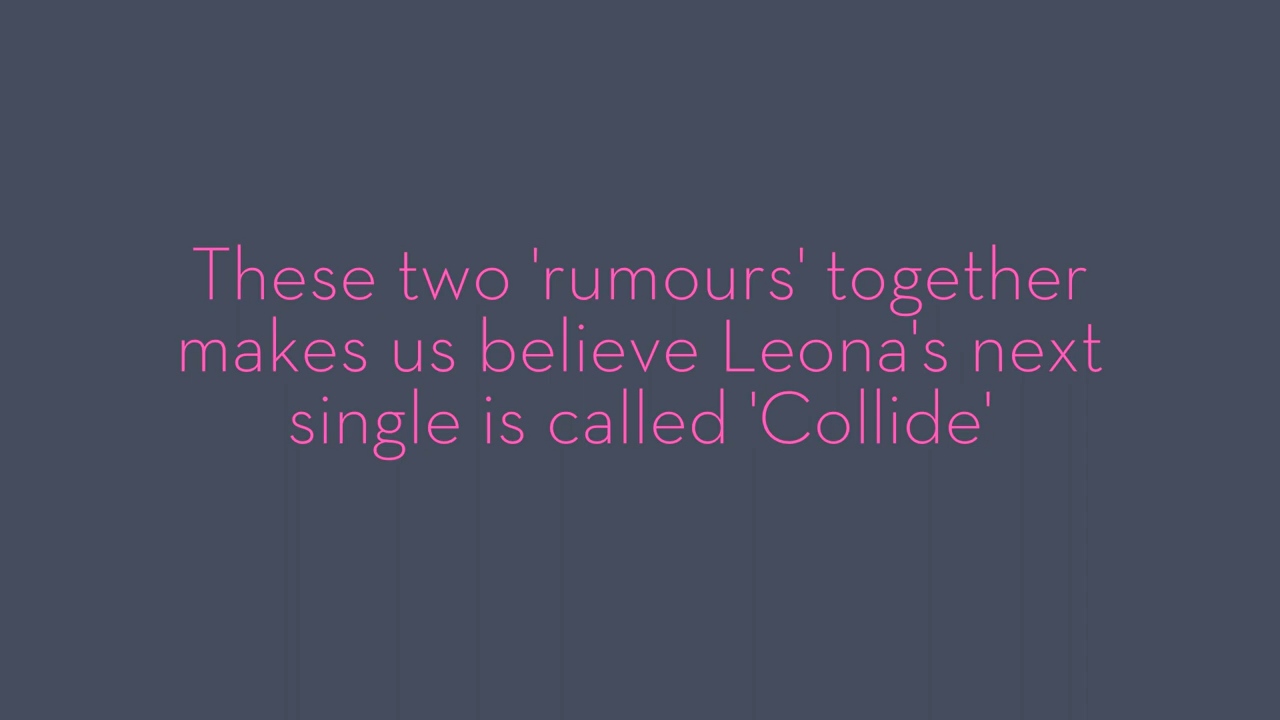 These two 'rumours' together
makes us believe Leona's next
single is called 'Collide'